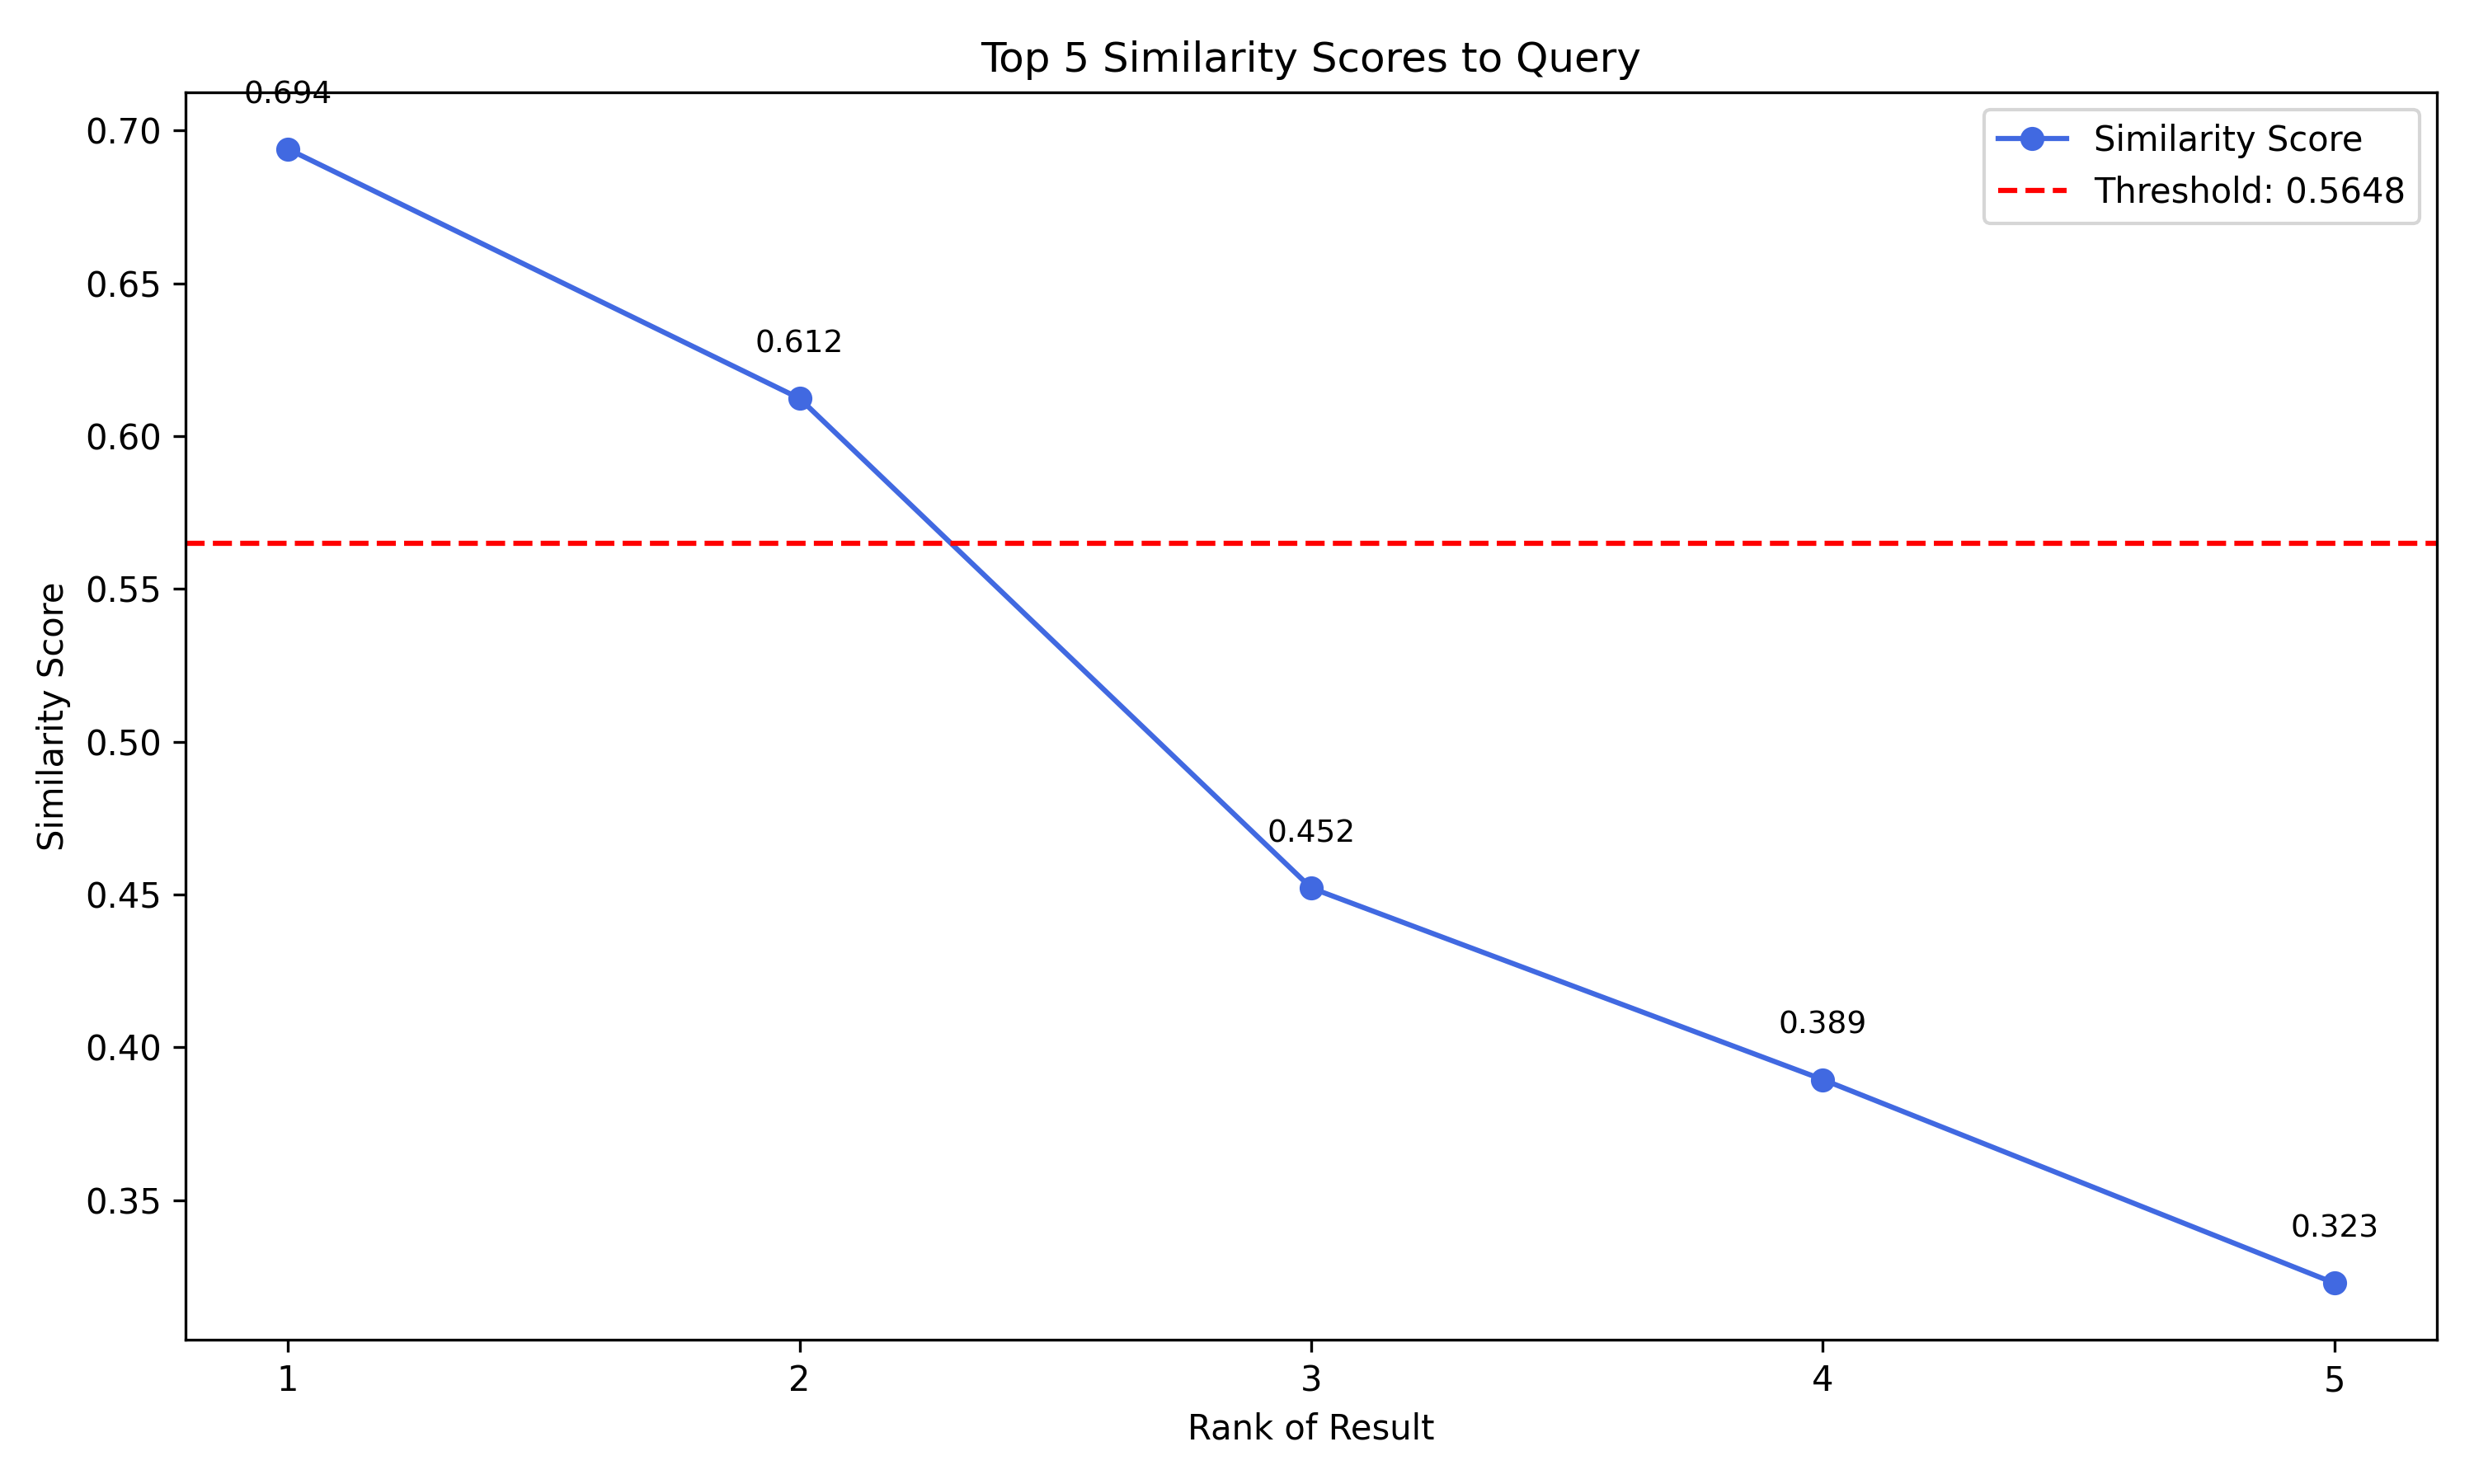 Top 5 Similarity Scores to Query
0.694
0.70
Similarity Score
Threshold: 0.5648
0.65
0.612
0.60
0.55
Similarity Score
0.50
0.452
0.45
0.389
0.40
0.323
0.35
1 2 3 4 5
Rank of Result